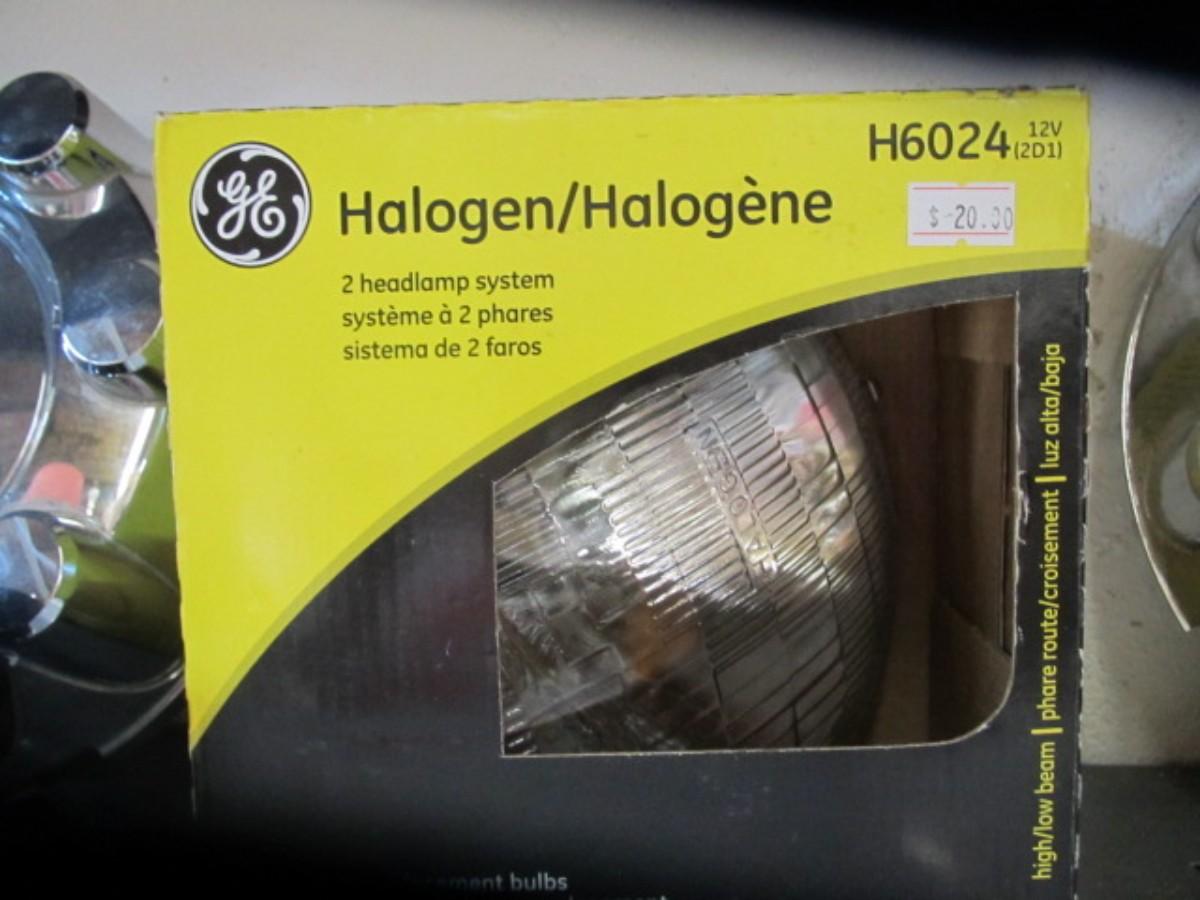 GE
H6024 12V
(2D1)
Halogen/Halogène
$ 20.00
2 headlamp system
système à 2 phares
sistema de 2 faros
HALOGEN
high/low beam | phare route/croisement | luz alta/baja
bulbs